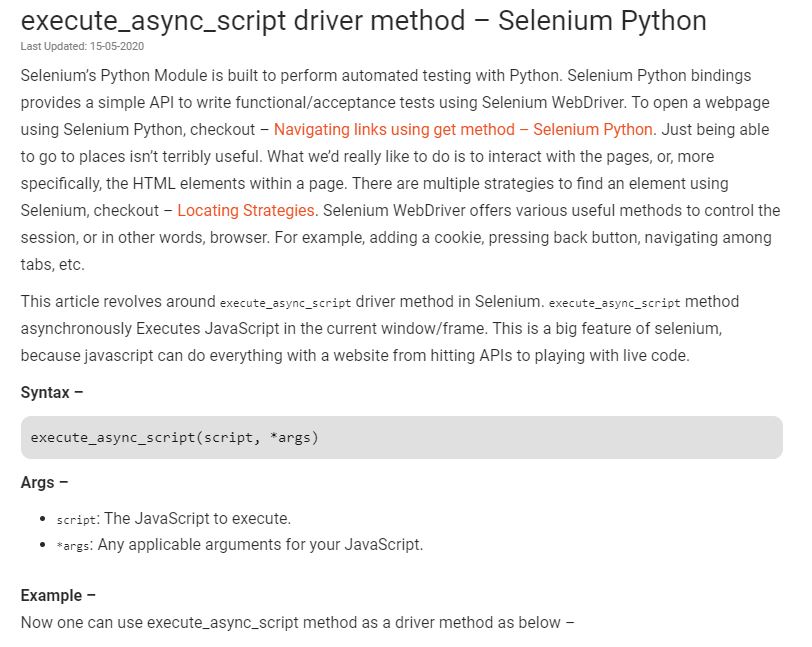 execute_async_script driver method – Selenium Python
Last Updated: 15-05-2020
Selenium’s Python Module is built to perform automated testing with Python. Selenium Python bindings
provides a simple API to write functional/acceptance tests using Selenium WebDriver. To open a webpage
using Selenium Python, checkout – Navigating links using get method – Selenium Python. Just being able
to go to places isn’t terribly useful. What we’d really like to do is to interact with the pages, or, more
specifically, the HTML elements within a page. There are multiple strategies to find an element using
Selenium, checkout – Locating Strategies. Selenium WebDriver offers various useful methods to control the
session, or in other words, browser. For example, adding a cookie, pressing back button, navigating among
tabs, etc.
This article revolves around execute_async_script driver method in Selenium. execute_async_script method
asynchronously Executes JavaScript in the current window/frame. This is a big feature of selenium,
because javascript can do everything with a website from hitting APIs to playing with live code.
Syntax –
execute_async_script(script, *args)
Args –
• script: The JavaScript to execute.
• *args: Any applicable arguments for your JavaScript.
Example –
Now one can use execute_async_script method as a driver method as below –